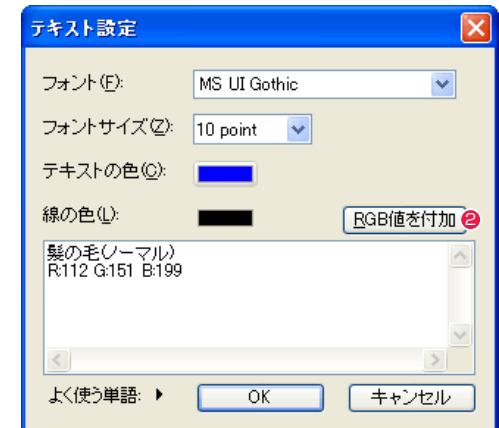 テキスト設定
フォント(F): MS UI Gothic
フォントサイズ(Z): 10 point
テキストの色(C):
線の色(L): RGB値を付加 2
髪の毛(ノーマル)
R:112 G:151 B:199
よく使う単語: OK キャンセル